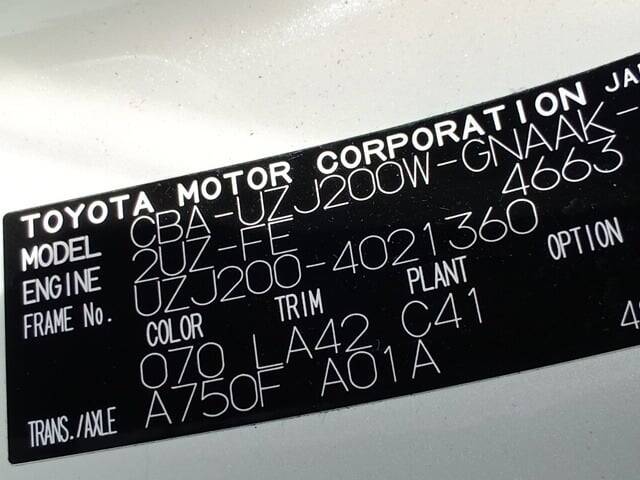 TOYOTA MOTOR CORPORATION JA
MODEL CBA-UZJ200W-GNAAK-
ENGINE 2UZ-FE 4663
FRAME No. UZJ200-4021360
COLOR TRIM PLANT OPTION
070 LA42 C41
TRANS./AXLE A750F A01A